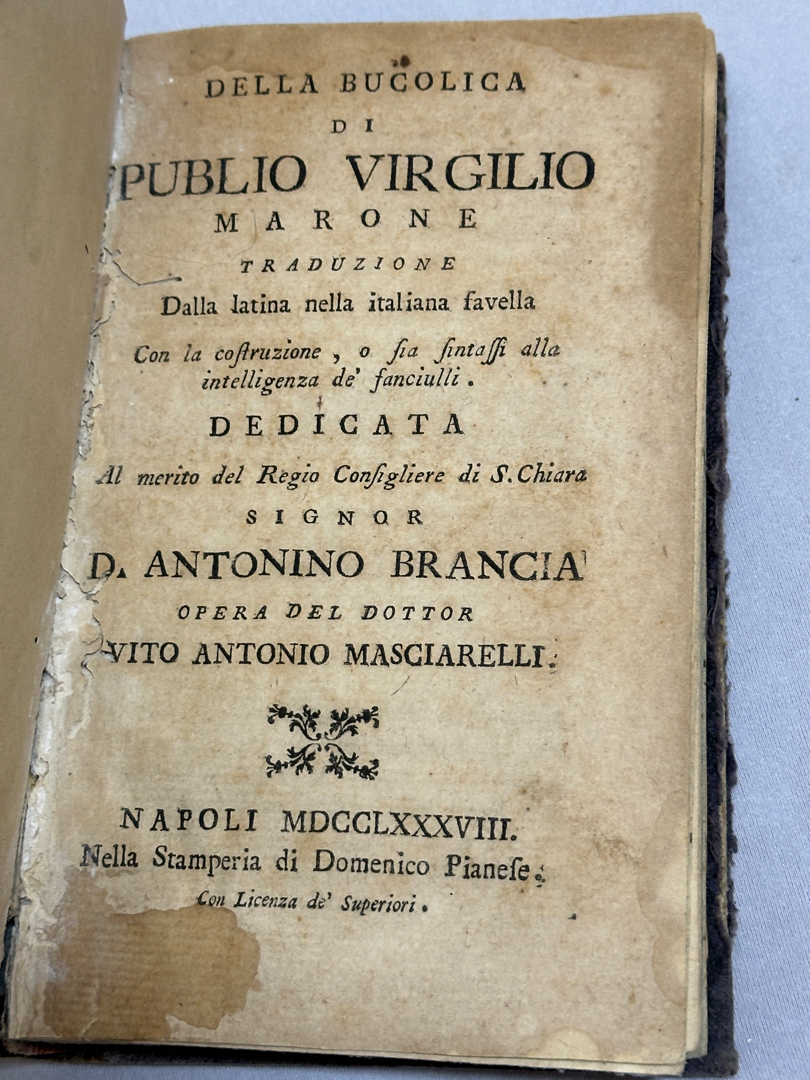 DELLA BUCOLICA
DI
PUBLIO VIRGILIO
MARONE
TRADUZIONE
Dalla latina nella italiana favella
Con la coſtruzione, o ſia ſintaſſi alla
intelligenza de' fanciulli.
DEDICATA
Al merito del Regio Conſigliere di S. Chiara
SIGNOR
D. ANTONINO BRANCIA
OPERA DEL DOTTOR
VITO ANTONIO MASCIARELLI.
NAPOLI MDCCLXXXVIII.
Nella Stamperia di Domenico Pianeſe.
Con Licenza de' Superiori.